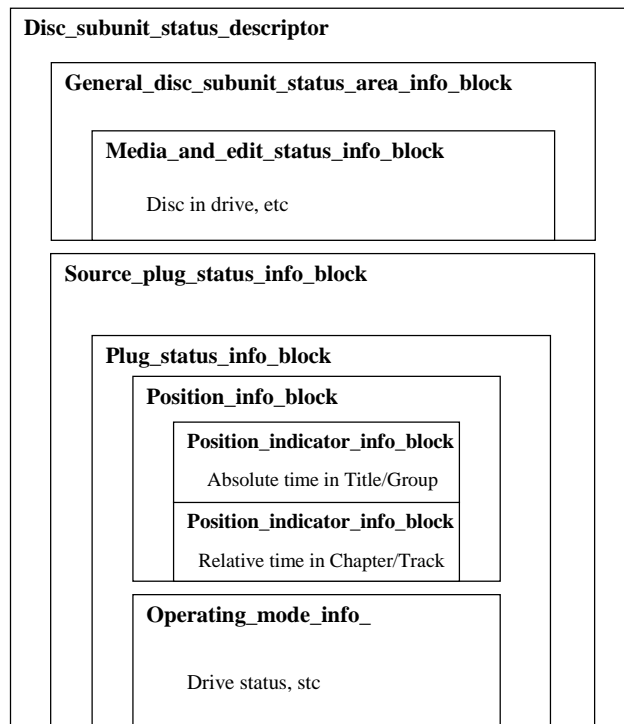 Disc_subunit_status_descriptor
General_disc_subunit_status_area_info_block
Media_and_edit_status_info_block
Disc in drive, etc
Source_plug_status_info_block
Plug_status_info_block
Position_info_block
Position_indicator_info_block
Absolute time in Title/Group
Position_indicator_info_block
Relative time in Chapter/Track
Operating_mode_info_
Drive status, stc